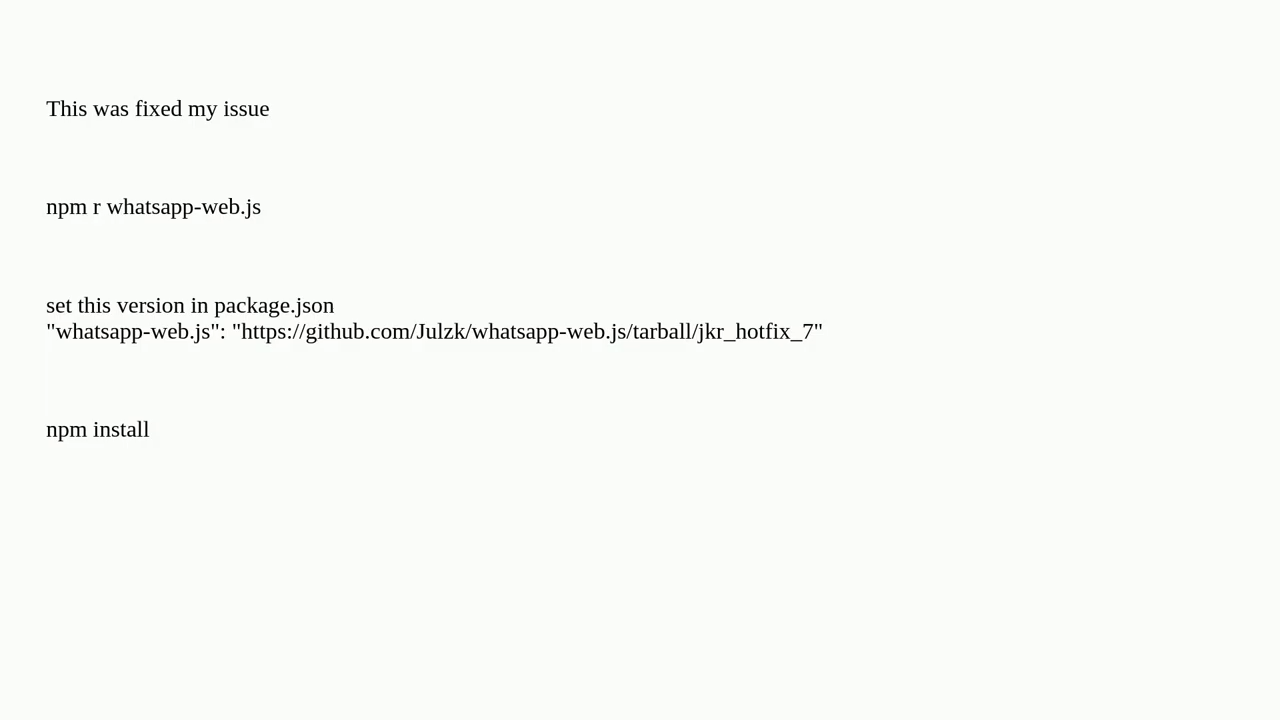 This was fixed my issue
npm r whatsapp-web.js
set this version in package.json
"whatsapp-web.js": "https://github.com/Julzk/whatsapp-web.js/tarball/jkr_hotfix_7"
npm install